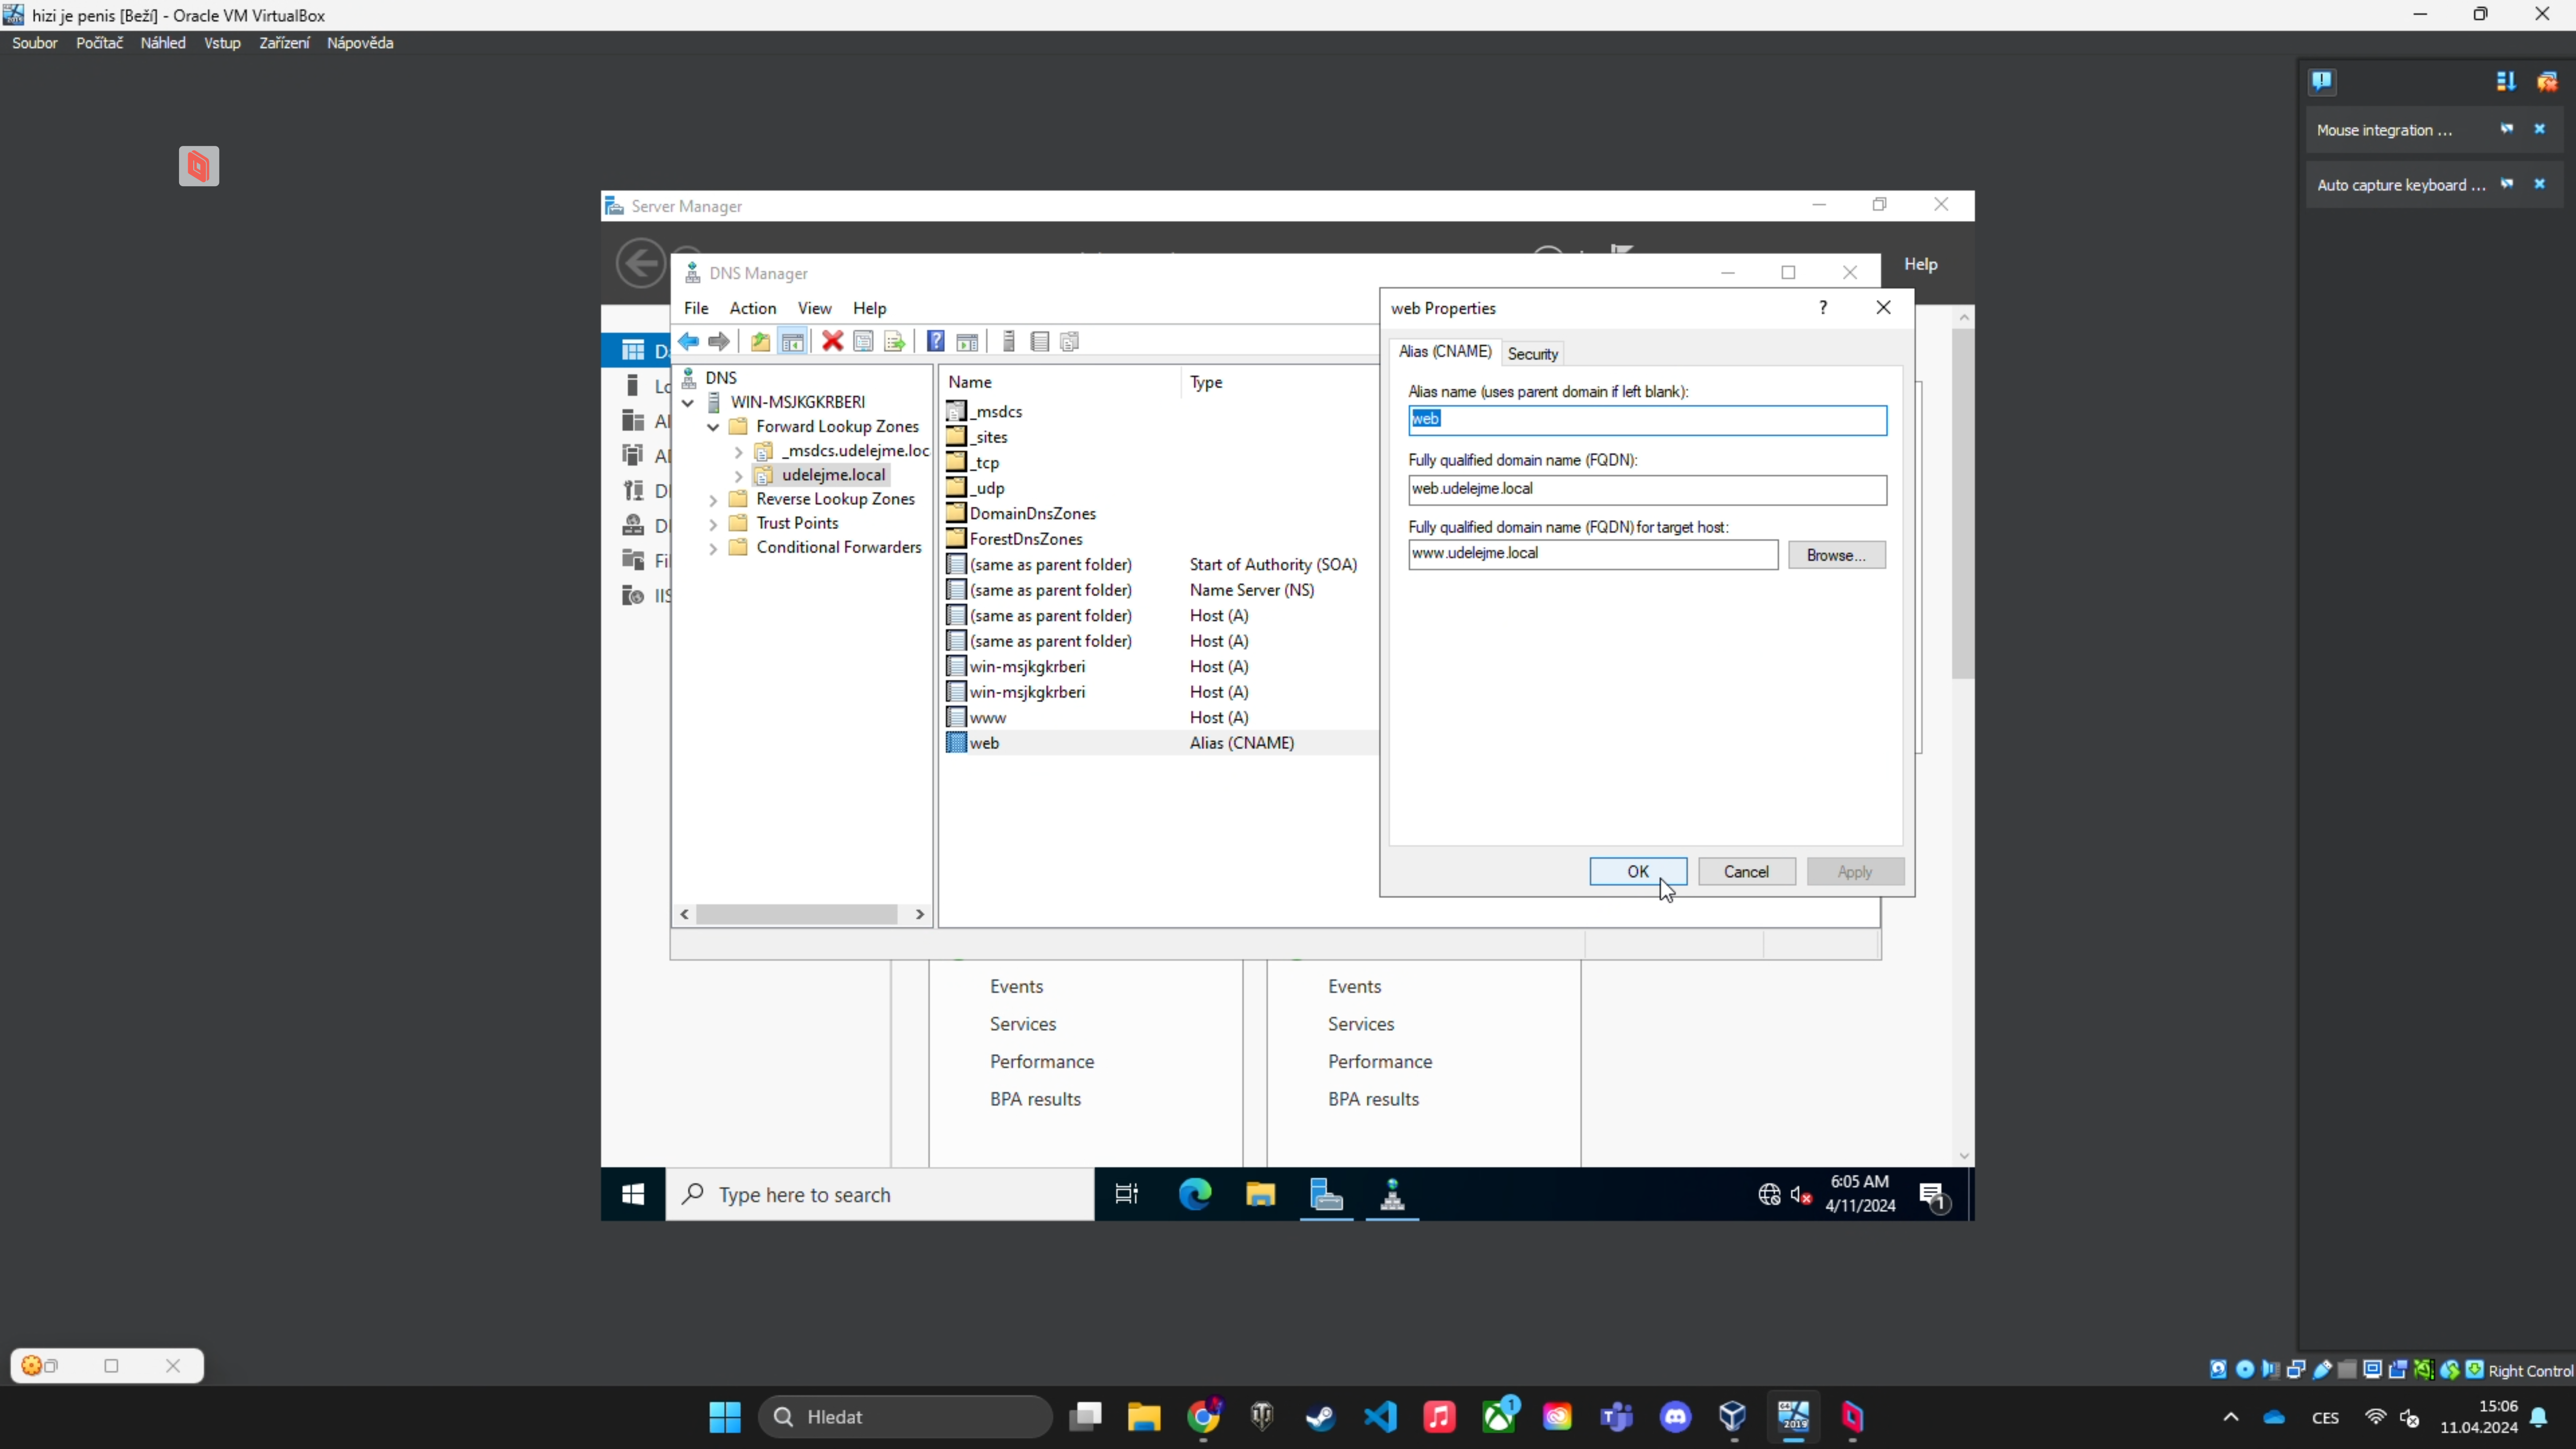 hizi je penis [Beží] - Oracle VM VirtualBox
Soubor Počítač Náhled Vstup Zařízení Nápověda
Mouse integration ...
Auto capture keyboard ...
Server Manager
Help
DNS Manager
File Action View Help
DNS
WIN-MSJKGKRBERI
Forward Lookup Zones
_msdcs.udelejme.loc
udelejme.local
Reverse Lookup Zones
Trust Points
Conditional Forwarders
Name Type
_msdcs
_sites
_tcp
_udp
DomainDnsZones
ForestDnsZones
(same as parent folder) Start of Authority (SOA)
(same as parent folder) Name Server (NS)
(same as parent folder) Host (A)
(same as parent folder) Host (A)
win-msjkgkrberi Host (A)
win-msjkgkrberi Host (A)
www Host (A)
web Alias (CNAME)
web Properties
?
Alias (CNAME) Security
Alias name (uses parent domain if left blank):
web
Fully qualified domain name (FQDN):
web.udelejme.local
Fully qualified domain name (FQDN) for target host:
www.udelejme.local Browse...
OK Cancel Apply
Events Events
Services Services
Performance Performance
BPA results BPA results
Type here to search
6:05 AM
4/11/2024
1
Right Control
Hledat
1
64
2019
CES
15:06
11.04.2024